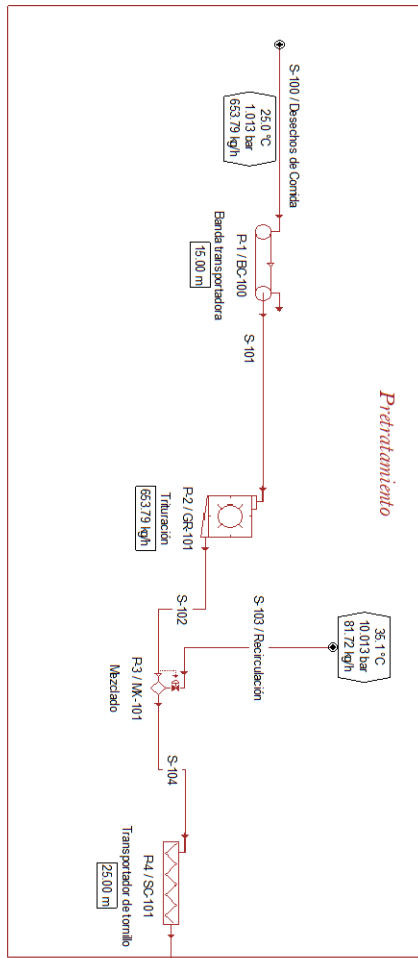 Pretratamiento
S-100 / Desechos de Comida
25.0 °C
1.013 bar
653.79 kg/h
P-1 / BC-100
Banda transportadora
15.00 m
S-101
P-2 / GR-101
Trituración
653.79 kg/h
S-102
35.1 °C
10.013 bar
81.72 kg/h
S-103 / Recirculación
P-3 / MX-101
Mezclado
S-104
P-4 / SC-101
Transportador de tornillo
25.00 m